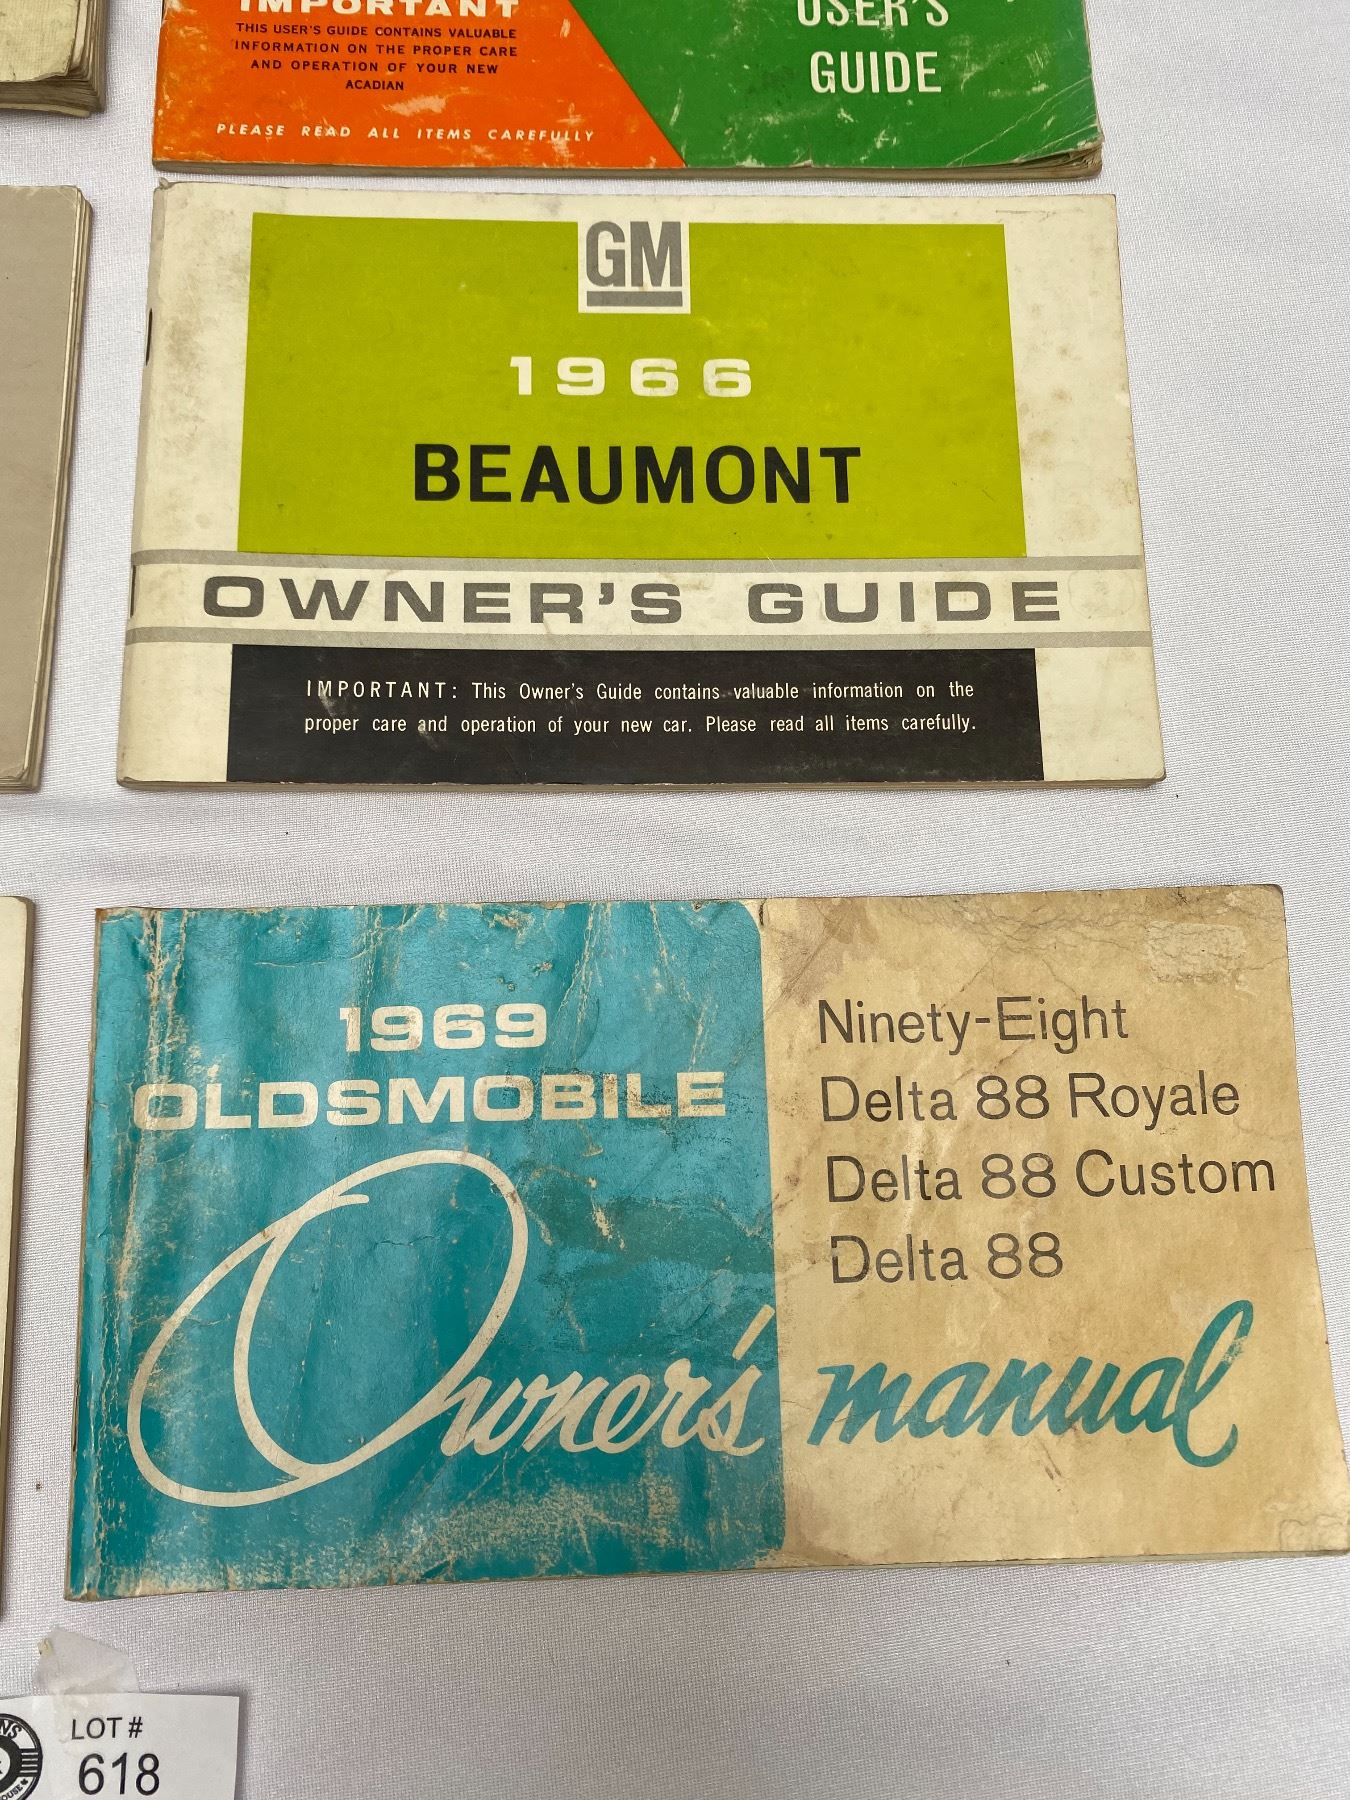 IMPORTANT
THIS USER'S GUIDE CONTAINS VALUABLE
INFORMATION ON THE PROPER CARE
AND OPERATION OF YOUR NEW
ACADIAN
PLEASE READ ALL ITEMS CAREFULLY
USER'S
GUIDE
GM
1966
BEAUMONT
OWNER'S GUIDE
IMPORTANT: This Owner's Guide contains valuable information on the
proper care and operation of your new car. Please read all items carefully.
1969
OLDSMOBILE
Owner's manual
Ninety-Eight
Delta 88 Royale
Delta 88 Custom
Delta 88
LOT #
618